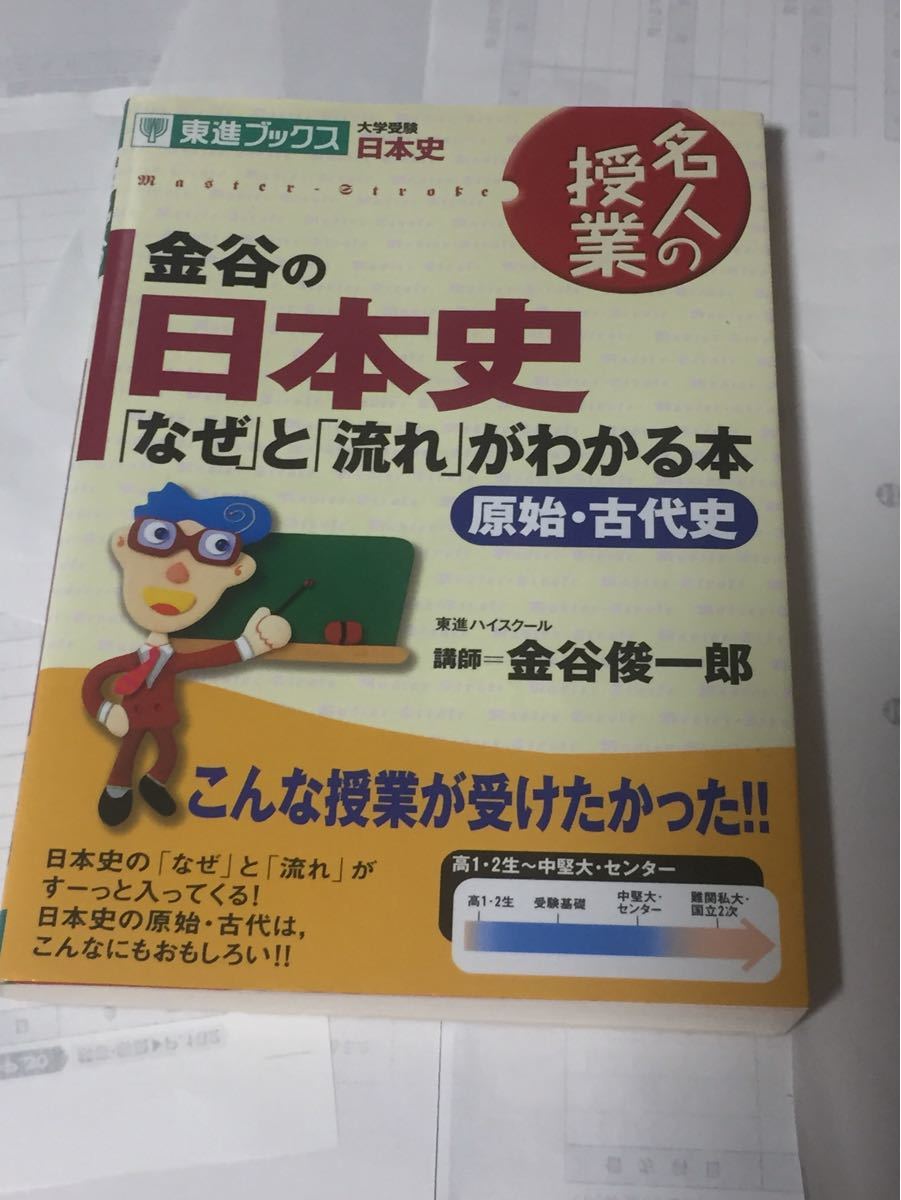 東進ブックス
大学受験
日本史
名人の
授業
Master-Stroke
金谷の
日本史
「なぜ」と「流れ」がわかる本
原始・古代史
東進ハイスクール
講師=金谷俊一郎
こんな授業が受けたかった!!
日本史の「なぜ」と「流れ」が
すーっと入ってくる!
日本史の原始・古代は,
こんなにもおもしろい!!
高1・2生～中堅大・センター
高1・2生
受験基礎
中堅大・
センター
難関私大・
国立2次